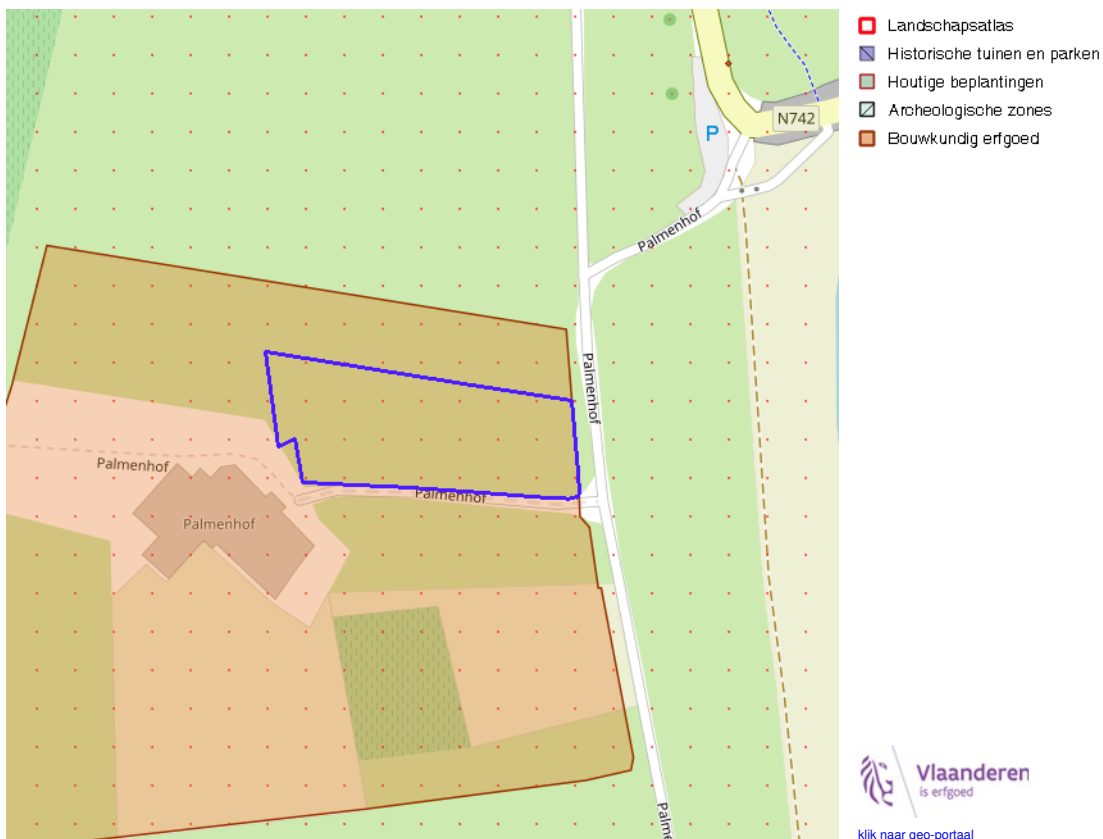 Landschapsatlas
Historische tuinen en parken
Houtige beplantingen
Archeologische zones
Bouwkundig erfgoed
N742
P
Palmenhof
Palmenhof
Palmenhof
Palmenhof
Palmenhof
Palme
Vlaanderen
is erfgoed
klik naar geo-portaal